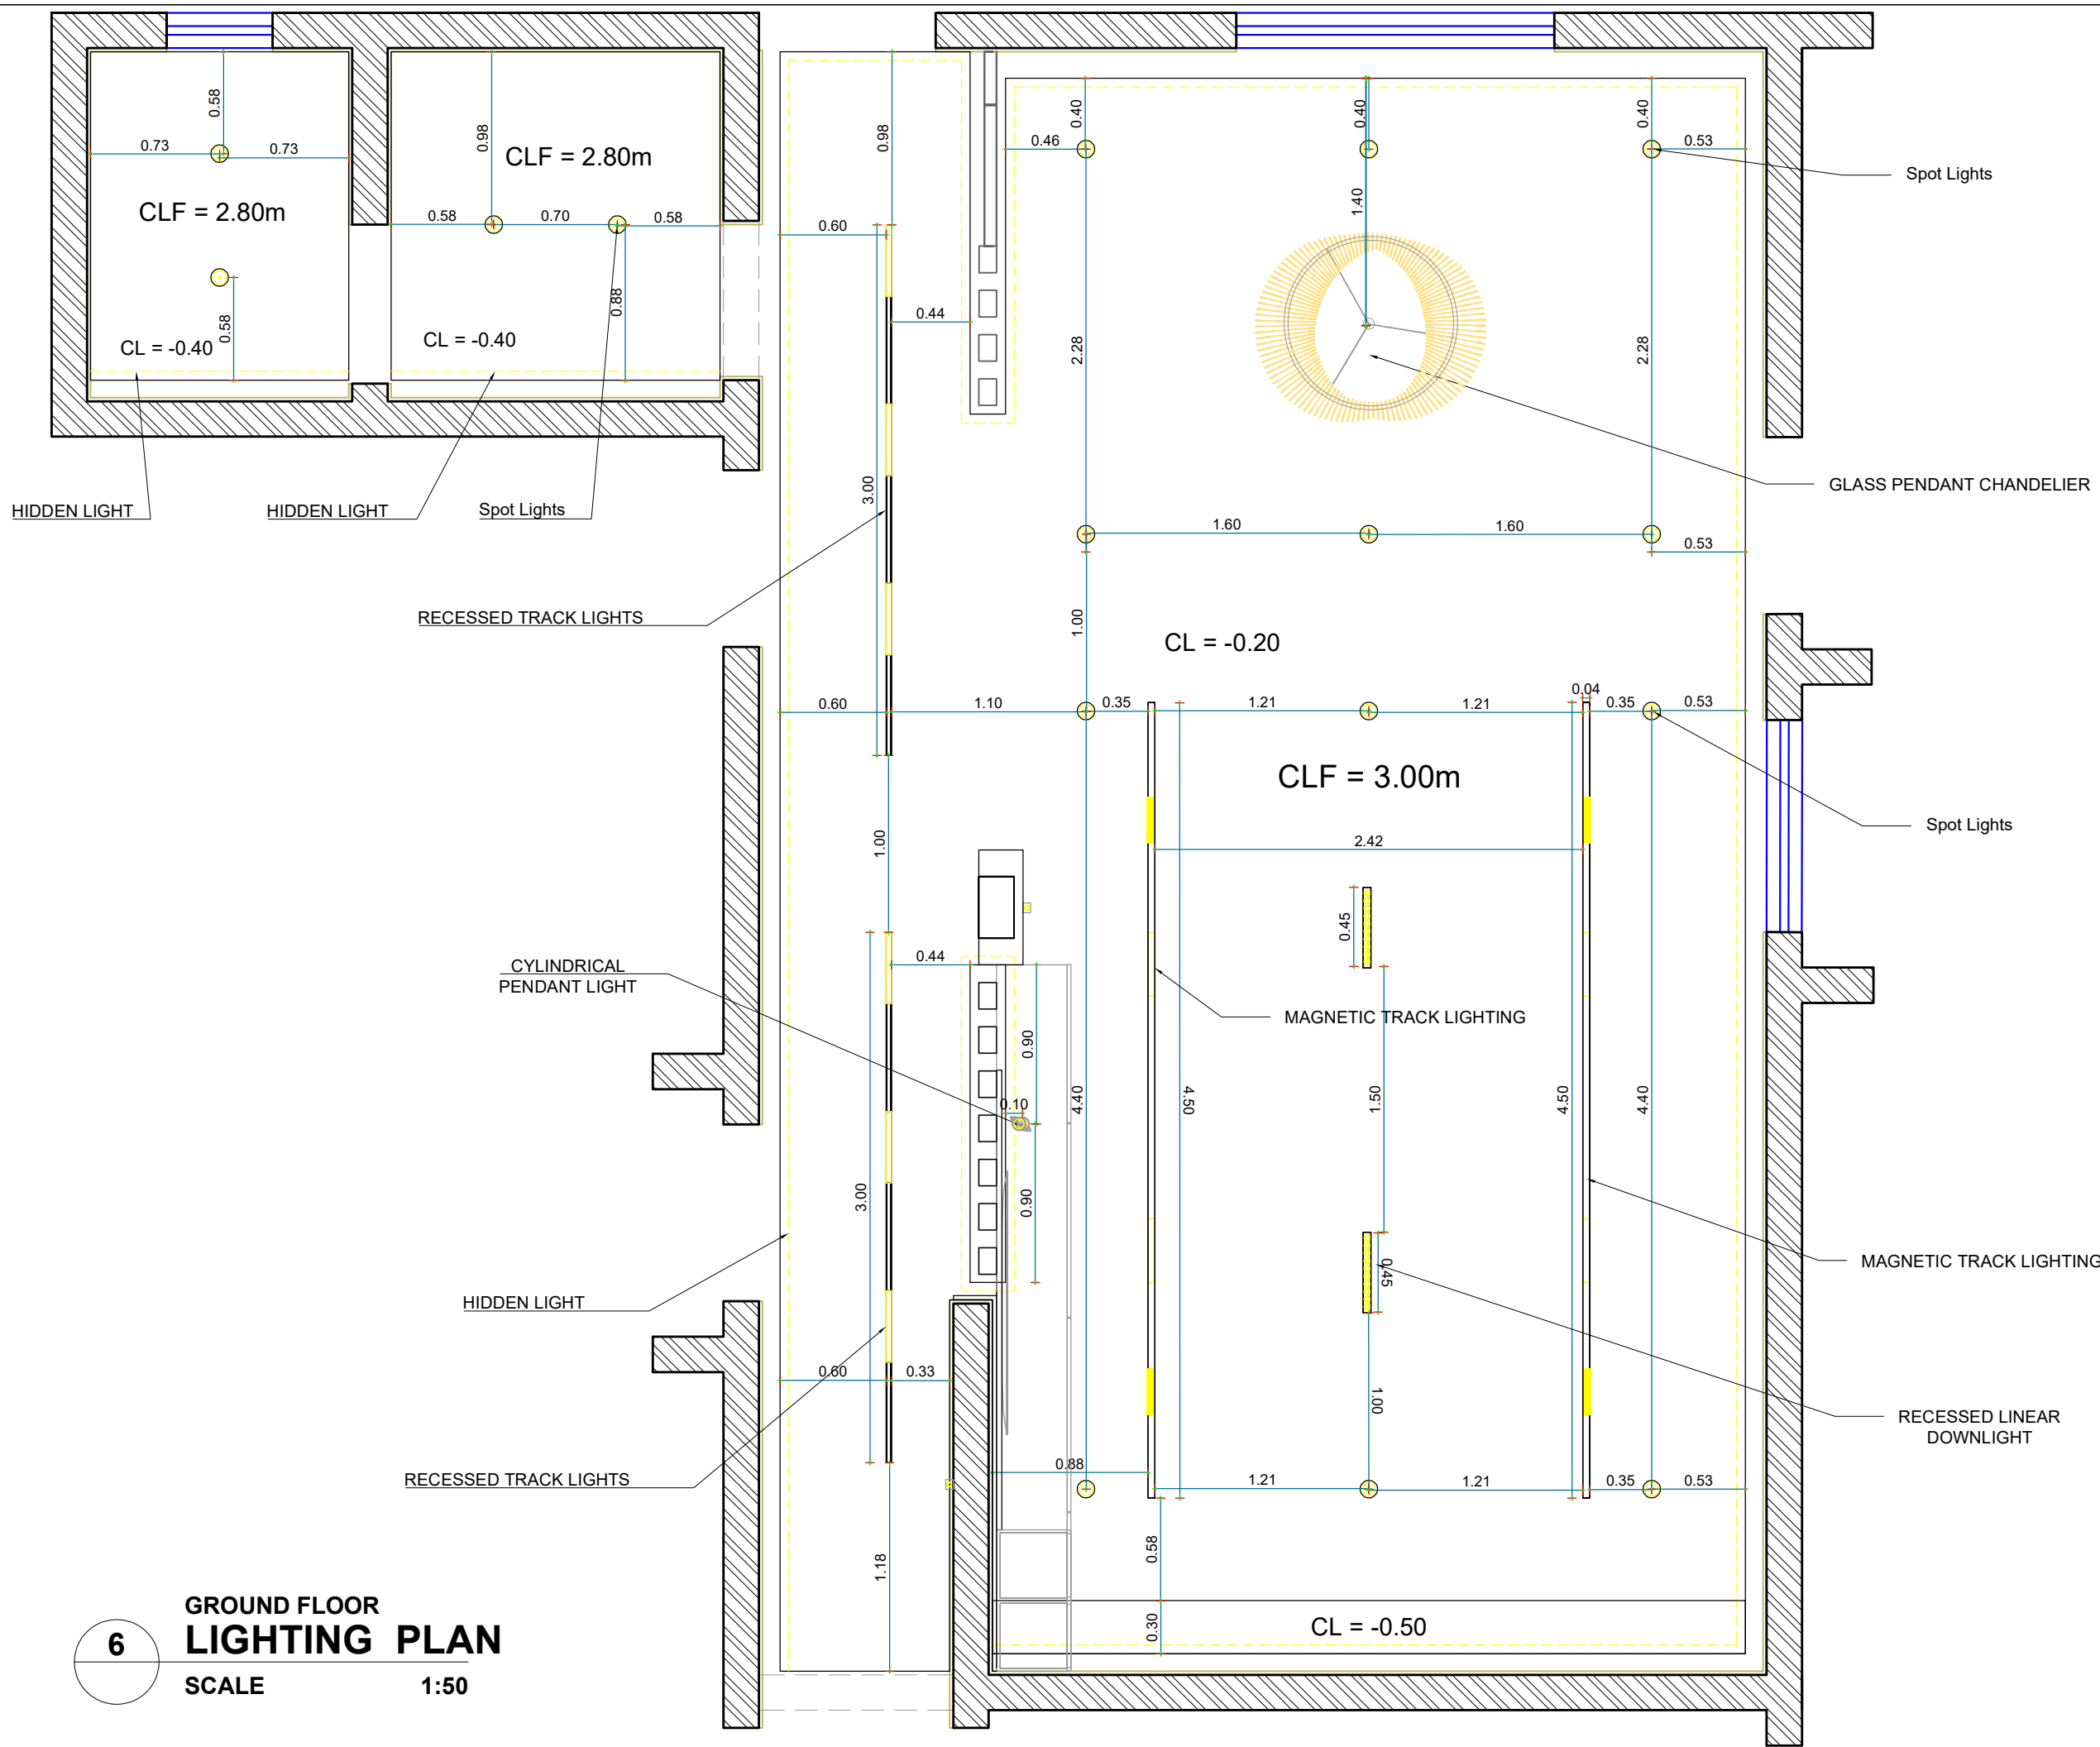 0.58
0.73
0.73
CLF = 2.80m
0.58
CL = -0.40
0.98
CLF = 2.80m
0.58
0.70
0.58
0.88
CL = -0.40
HIDDEN LIGHT
HIDDEN LIGHT
Spot Lights
0.98
0.60
0.44
3.00
RECESSED TRACK LIGHTS
0.40
0.40
0.40
0.46
0.53
Spot Lights
1.40
2.28
2.28
GLASS PENDANT CHANDELIER
1.60
1.60
0.53
1.00
CL = -0.20
0.60
1.10
0.35
1.21
1.21
0.04
0.35
0.53
CLF = 3.00m
Spot Lights
1.00
2.42
0.45
0.44
CYLINDRICAL
PENDANT LIGHT
MAGNETIC TRACK LIGHTING
0.90
0.10
4.40
4.50
1.50
4.50
4.40
3.00
0.90
0.45
MAGNETIC TRACK LIGHTING
HIDDEN LIGHT
0.60
0.33
1.00
RECESSED LINEAR
DOWNLIGHT
RECESSED TRACK LIGHTS
0.88
1.21
1.21
0.35
0.53
1.18
0.58
0.30
CL = -0.50
6
GROUND FLOOR
LIGHTING PLAN
SCALE 1:50